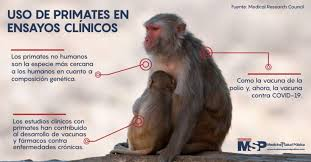 USO DE PRIMATES EN
ENSAYOS CLÍNICOS
Fuente: Medical Research Council
Los primates no humanos
son la especie más cercana
a los humanos en cuanto a
composición genética.
Como la vacuna de la
polio y, ahora, la vacuna
contra COVID-19.
Los estudios clínicos con
primates han contribuido
al desarrollo de vacunas
y fármacos contra
enfermedades crónicas.
MSP
Medicina y Salud Pública